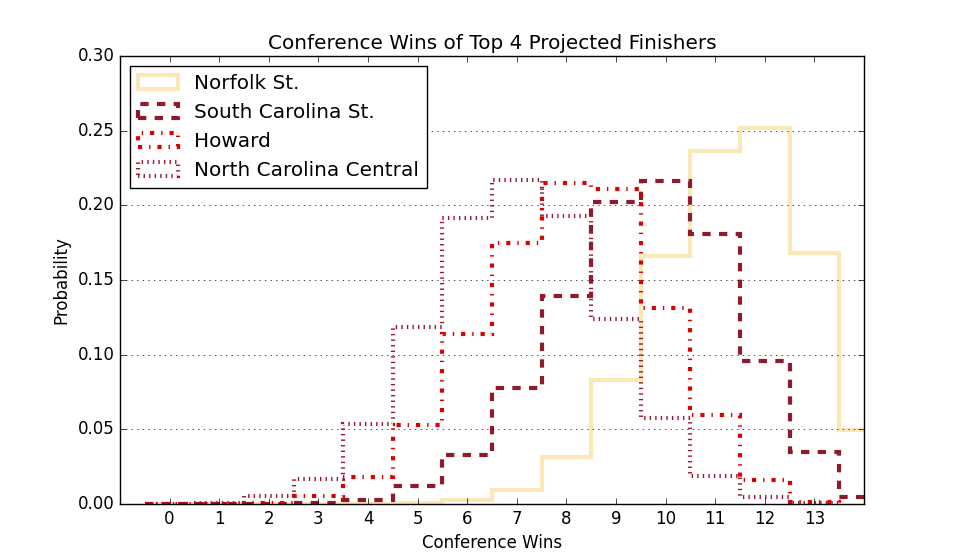 Conference Wins of Top 4 Projected Finishers
0.30
0.25
0.20
0.15
0.10
0.05
0.00
Probability
Norfolk St.
South Carolina St.
Howard
North Carolina Central
0 1 2 3 4 5 6 7 8 9 10 11 12 13
Conference Wins